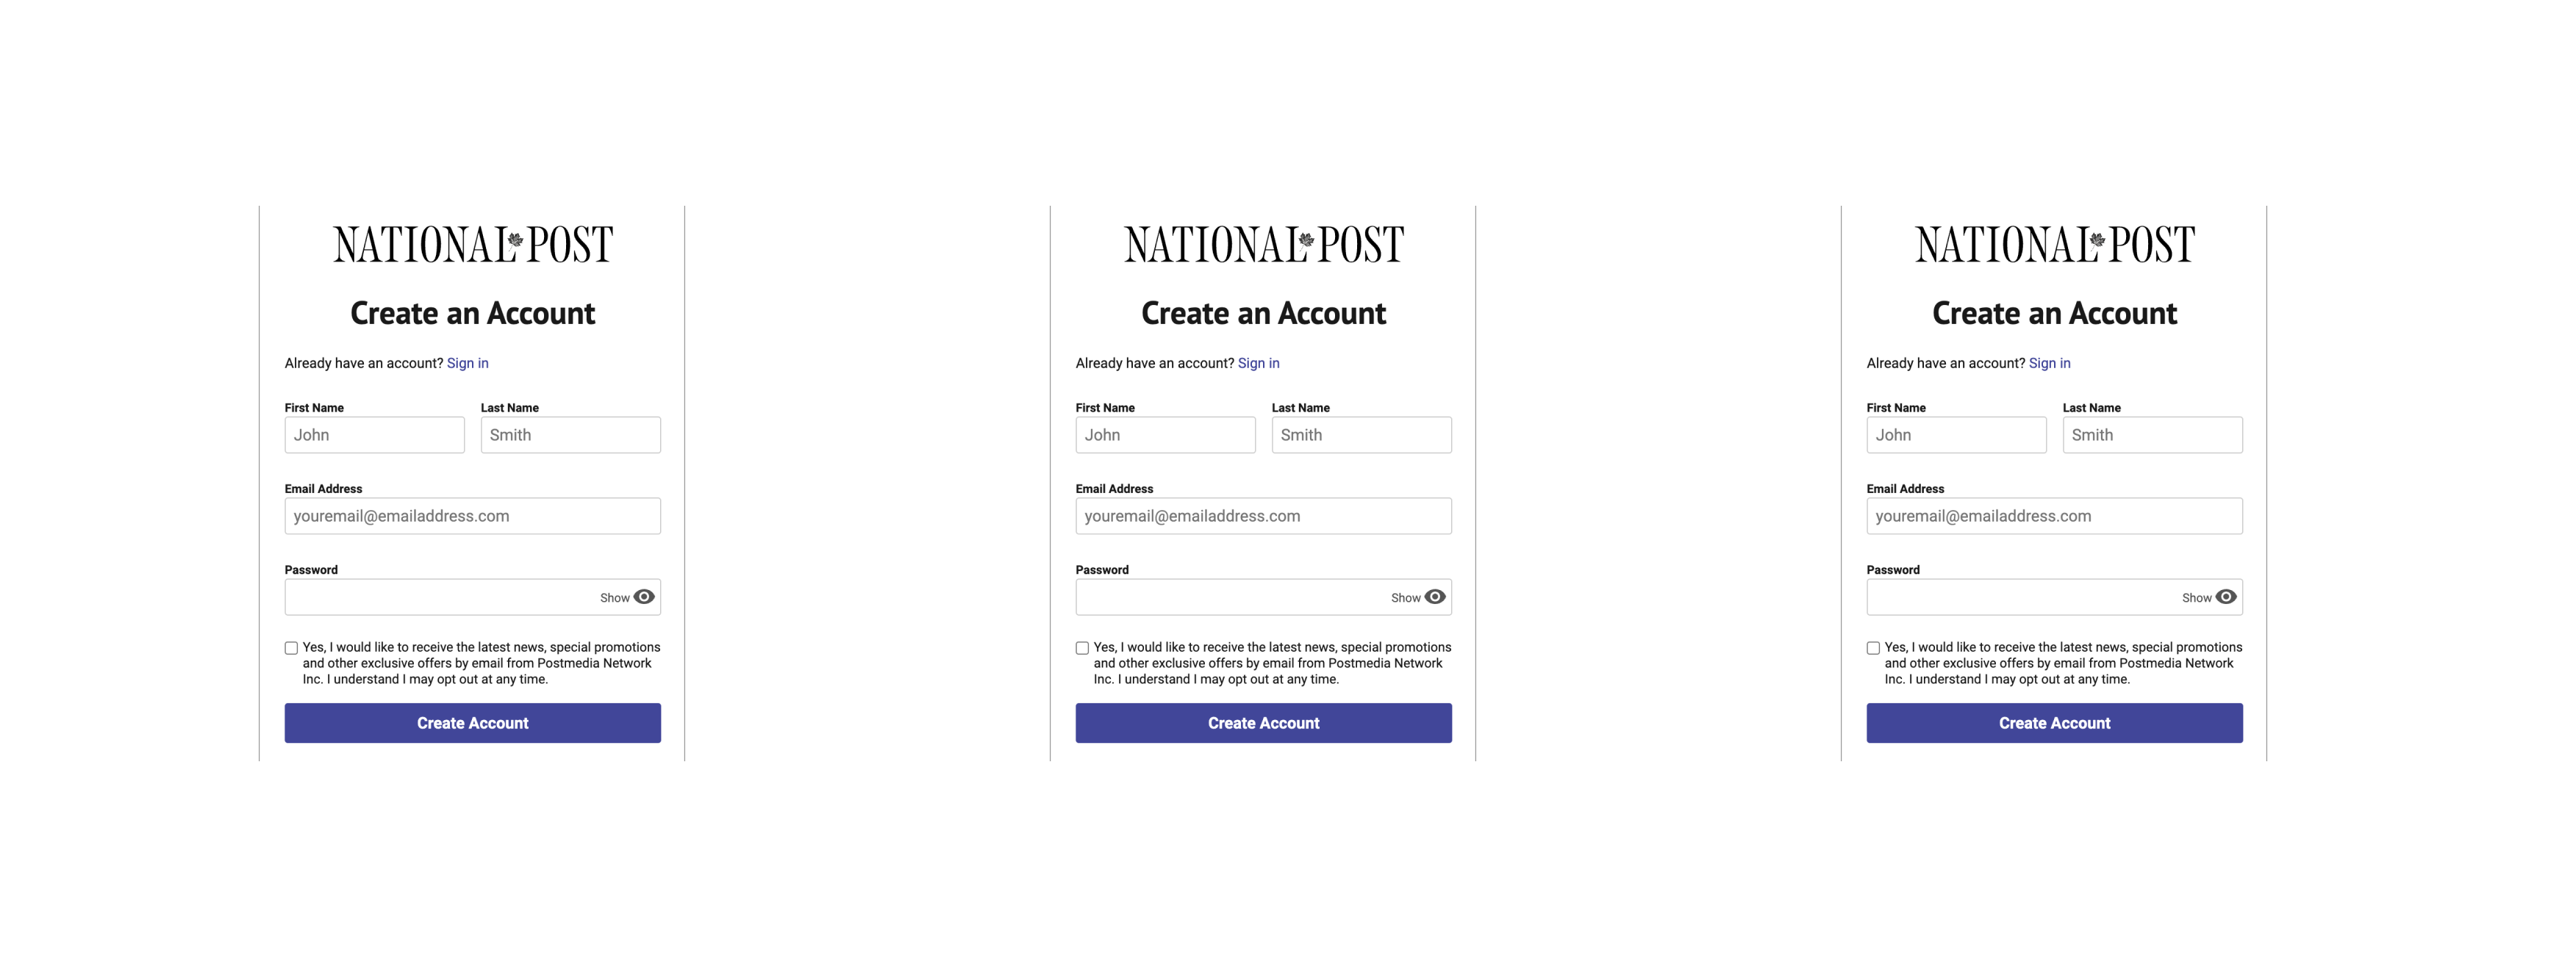 NATIONAL POST
Create an Account
Already have an account? Sign in
First Name
Last Name
John
Smith
Email Address
youremail@emailaddress.com
Password
Show
Yes, I would like to receive the latest news, special promotions
and other exclusive offers by email from Postmedia Network
Inc. I understand I may opt out at any time.
Create Account
NATIONAL POST
Create an Account
Already have an account? Sign in
First Name
Last Name
John
Smith
Email Address
youremail@emailaddress.com
Password
Show
Yes, I would like to receive the latest news, special promotions
and other exclusive offers by email from Postmedia Network
Inc. I understand I may opt out at any time.
Create Account
NATIONAL POST
Create an Account
Already have an account? Sign in
First Name
Last Name
John
Smith
Email Address
youremail@emailaddress.com
Password
Show
Yes, I would like to receive the latest news, special promotions
and other exclusive offers by email from Postmedia Network
Inc. I understand I may opt out at any time.
Create Account